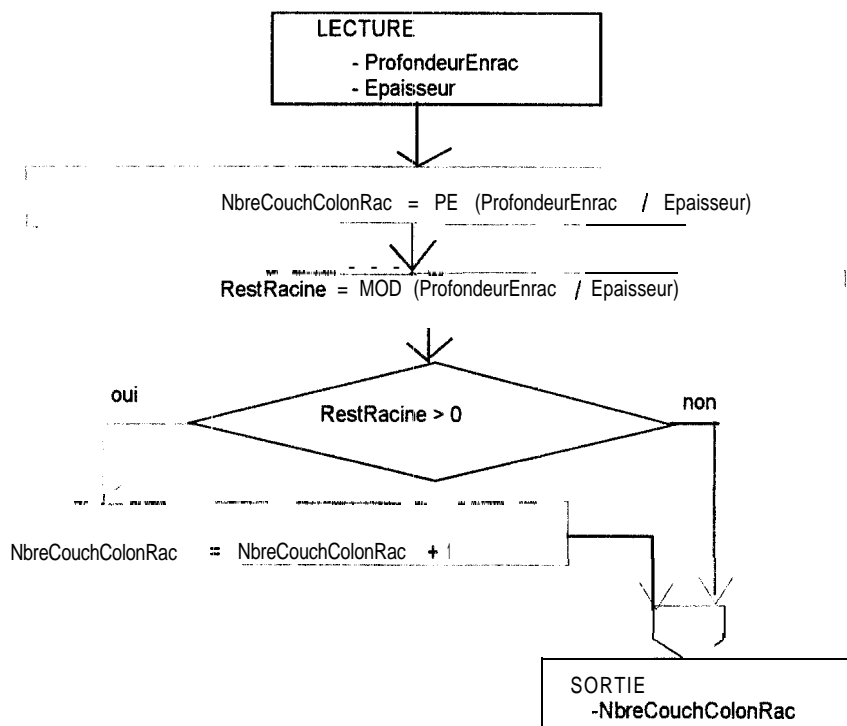 LECTURE
- ProfondeurEnrac
- Epaisseur
NbreCouchColonRac = PE (ProfondeurEnrac / Epaisseur)
RestRacine = MOD (ProfondeurEnrac / Epaisseur)
oui
RestRacine > 0
non
NbreCouchColonRac = NbreCouchColonRac + 1
SORTIE
-NbreCouchColonRac